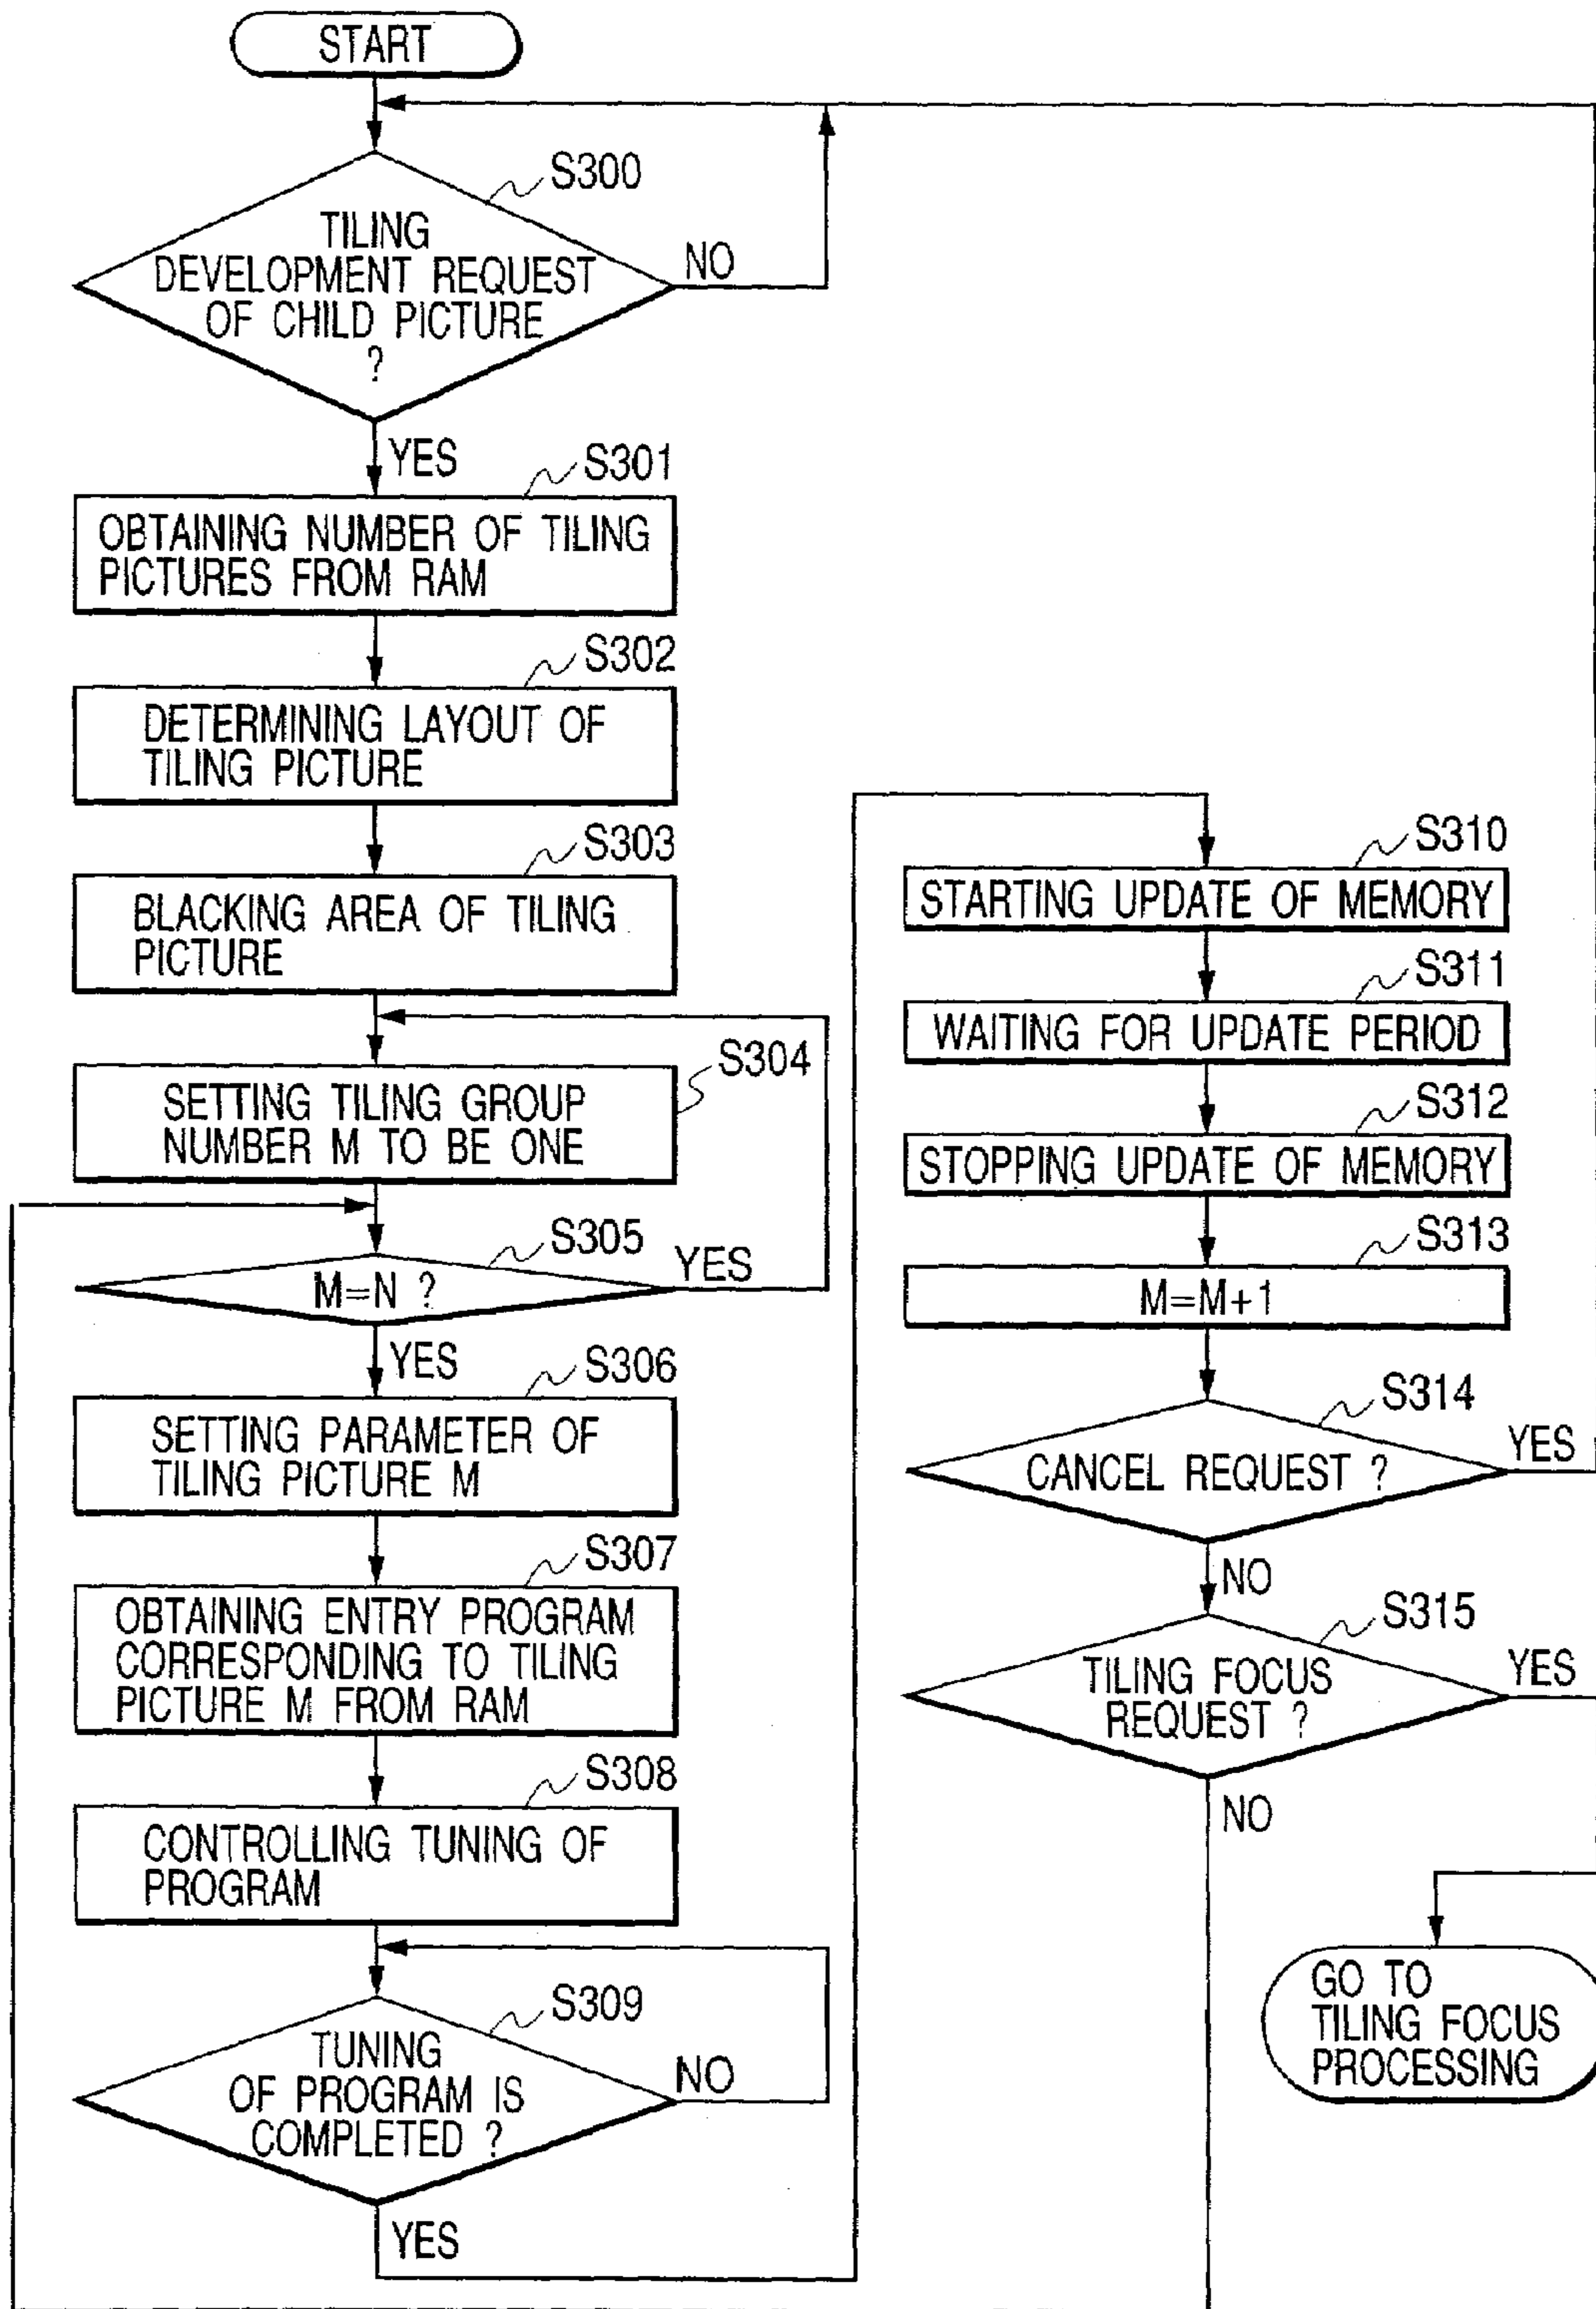 START
S300
TILING
DEVELOPMENT REQUEST
OF CHILD PICTURE
?
NO
YES
S301
OBTAINING NUMBER OF TILING
PICTURES FROM RAM
S302
DETERMINING LAYOUT OF
TILING PICTURE
S303
BLACKING AREA OF TILING
PICTURE
S304
SETTING TILING GROUP
NUMBER M TO BE ONE
S305
M=N ?
YES
YES
S306
SETTING PARAMETER OF
TILING PICTURE M
S307
OBTAINING ENTRY PROGRAM
CORRESPONDING TO TILING
PICTURE M FROM RAM
S308
CONTROLLING TUNING OF
PROGRAM
S309
TUNING
OF PROGRAM IS
COMPLETED ?
NO
YES
S310
STARTING UPDATE OF MEMORY
S311
WAITING FOR UPDATE PERIOD
S312
STOPPING UPDATE OF MEMORY
S313
M=M+1
S314
CANCEL REQUEST ?
YES
NO
S315
TILING FOCUS
REQUEST ?
YES
NO
GO TO
TILING FOCUS
PROCESSING